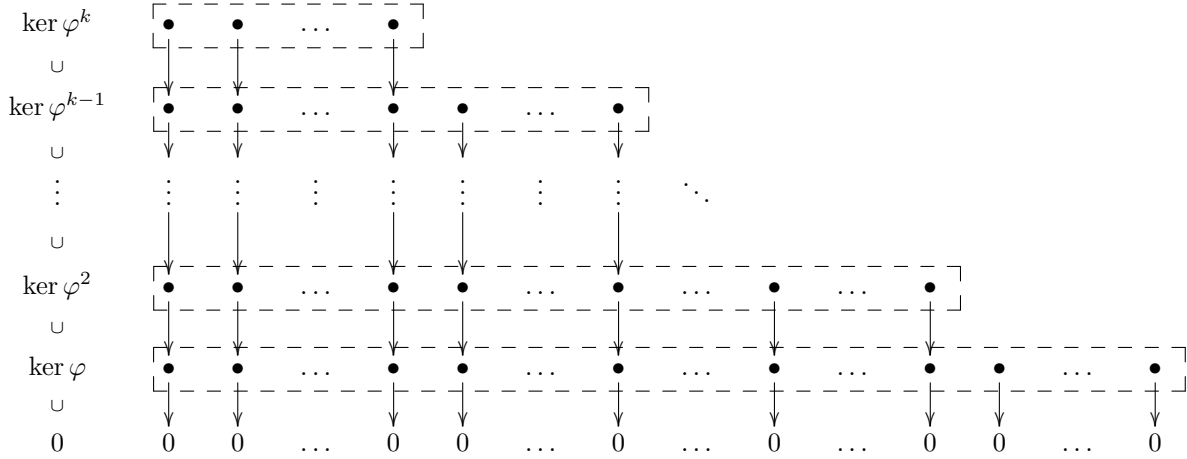 ker φ^k • • … •
∪
ker φ^{k−1} • • … • • … •
∪
⋮ ⋮ ⋮ ⋮ ⋮ ⋮ ⋮ ⋮ ⋱
∪
ker φ^2 • • … • • … • … • … •
∪
ker φ • • … • • … • … • … • • … •
∪
0 0 0 … 0 0 … 0 … 0 … 0 0 … 0